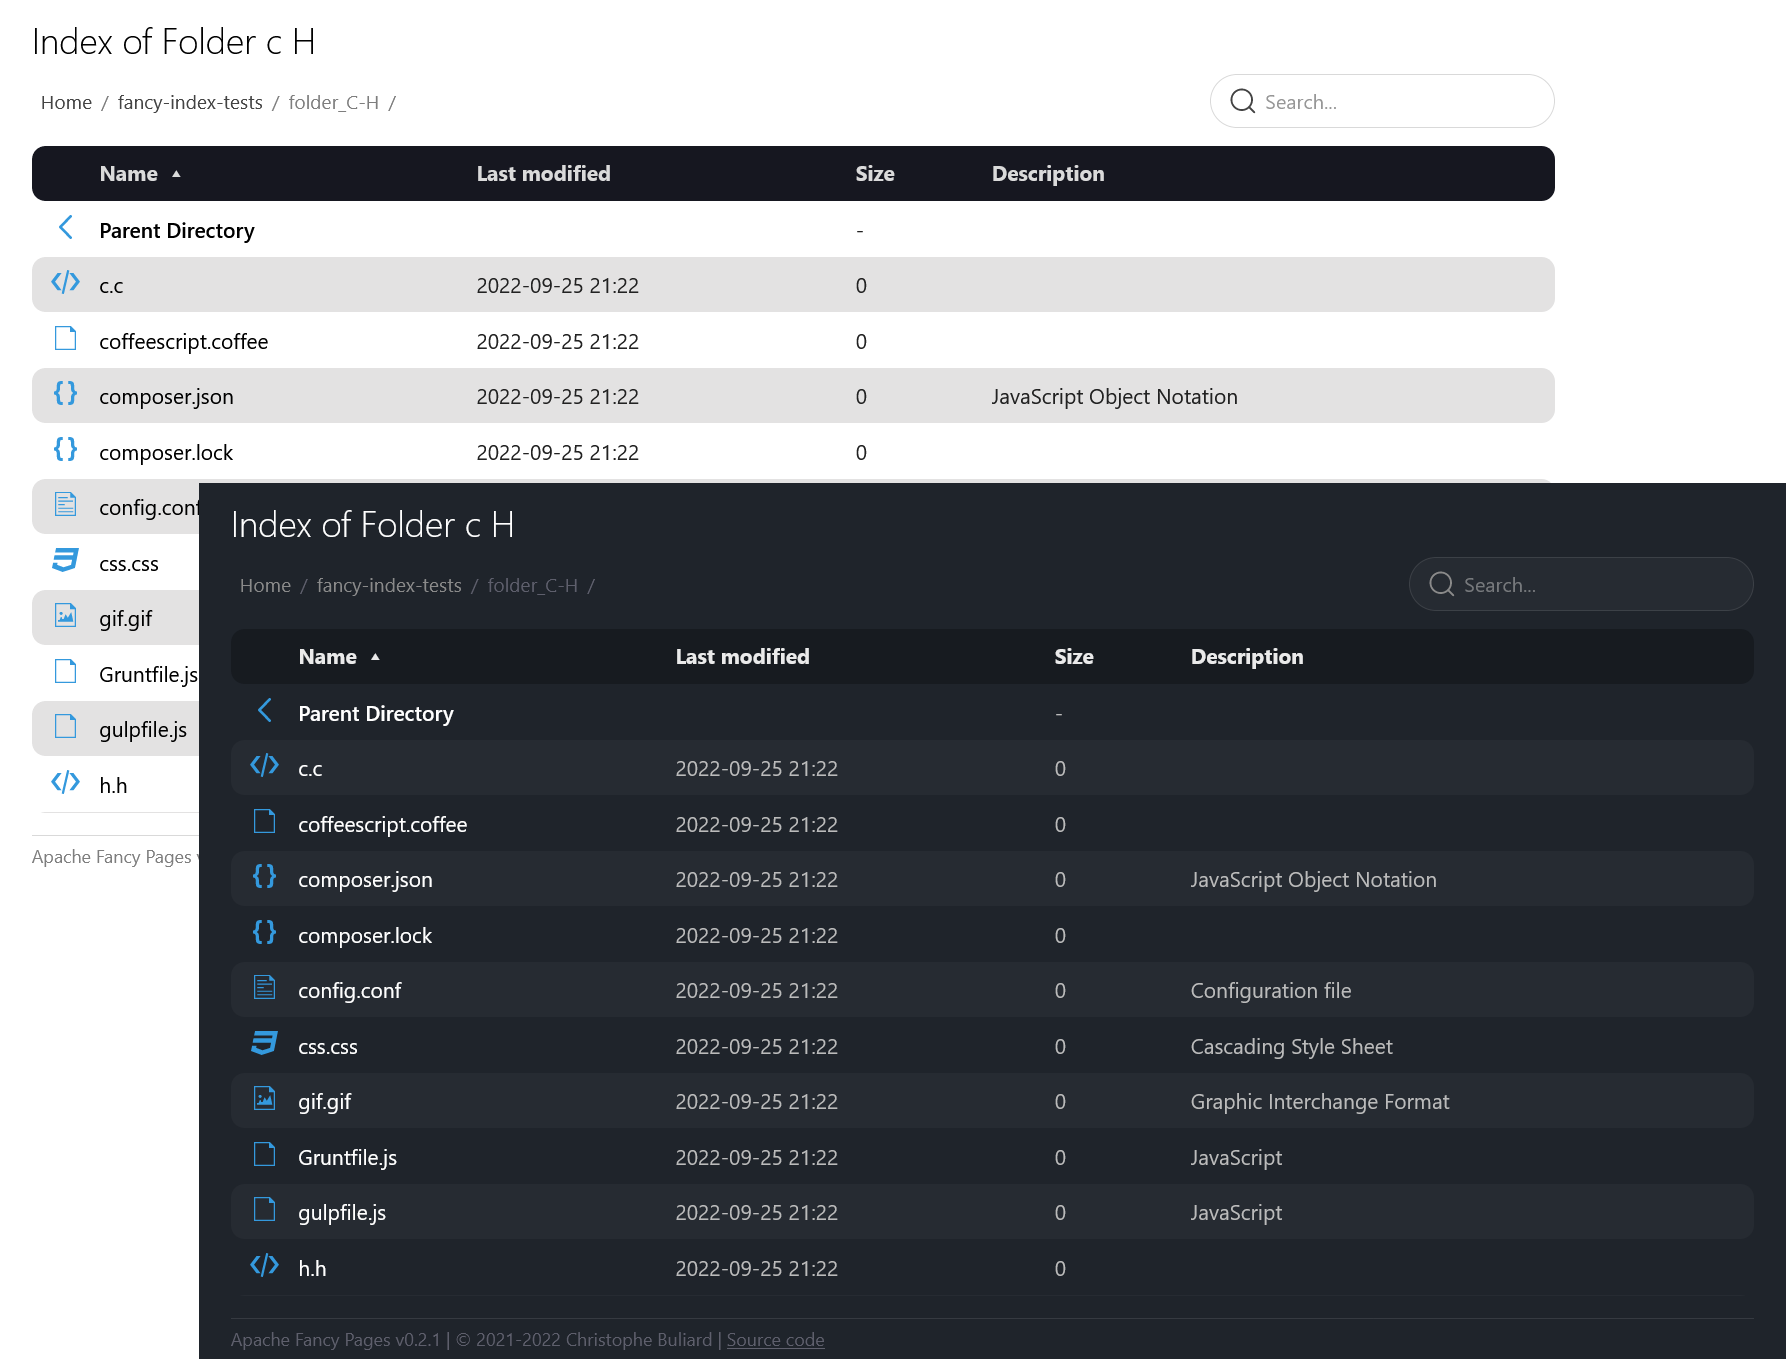 Index of Folder c H
Home / fancy-index-tests / folder_C-H /
Search...
Name Last modified Size Description
Parent Directory -
c.c 2022-09-25 21:22 0
coffeescript.coffee 2022-09-25 21:22 0
composer.json 2022-09-25 21:22 0 JavaScript Object Notation
composer.lock 2022-09-25 21:22 0
config.conf
css.css
gif.gif
Gruntfile.js
gulpfile.js
h.h
Apache Fancy Pages
Index of Folder c H
Home / fancy-index-tests / folder_C-H /
Search...
Name Last modified Size Description
Parent Directory -
c.c 2022-09-25 21:22 0
coffeescript.coffee 2022-09-25 21:22 0
composer.json 2022-09-25 21:22 0 JavaScript Object Notation
composer.lock 2022-09-25 21:22 0
config.conf 2022-09-25 21:22 0 Configuration file
css.css 2022-09-25 21:22 0 Cascading Style Sheet
gif.gif 2022-09-25 21:22 0 Graphic Interchange Format
Gruntfile.js 2022-09-25 21:22 0 JavaScript
gulpfile.js 2022-09-25 21:22 0 JavaScript
h.h 2022-09-25 21:22 0
Apache Fancy Pages v0.2.1 | © 2021-2022 Christophe Buliard | Source code